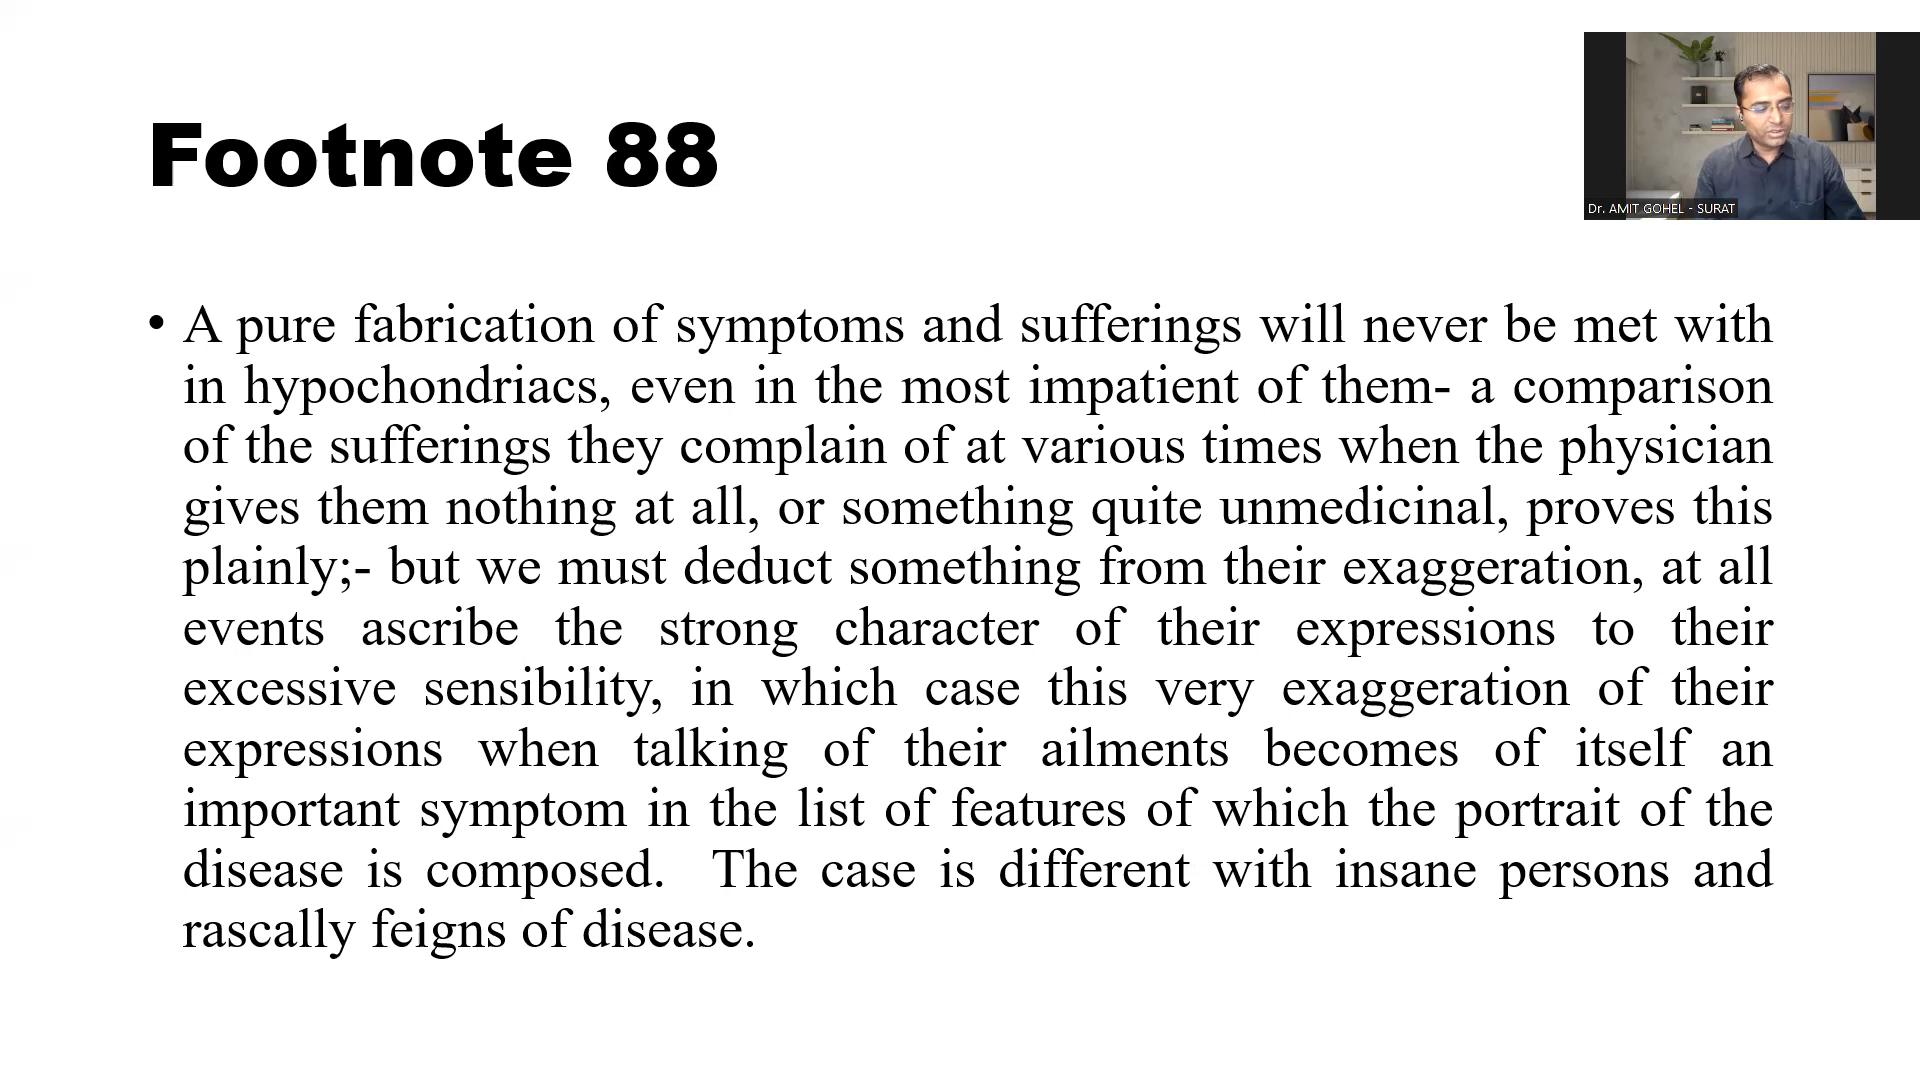 Footnote 88
Dr. AMIT GOHEL - SURAT
• A pure fabrication of symptoms and sufferings will never be met with
in hypochondriacs, even in the most impatient of them- a comparison
of the sufferings they complain of at various times when the physician
gives them nothing at all, or something quite unmedicinal, proves this
plainly;- but we must deduct something from their exaggeration, at all
events ascribe the strong character of their expressions to their
excessive sensibility, in which case this very exaggeration of their
expressions when talking of their ailments becomes of itself an
important symptom in the list of features of which the portrait of the
disease is composed.  The case is different with insane persons and
rascally feigns of disease.